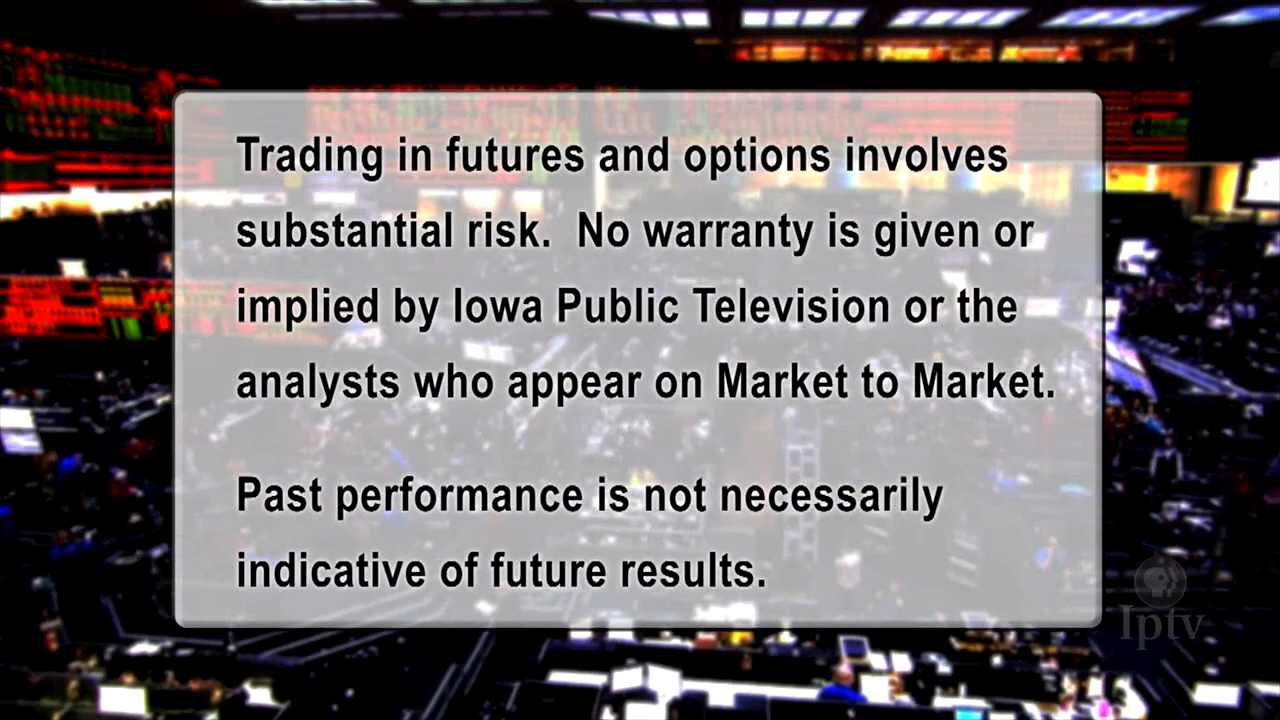 Trading in futures and options involves
substantial risk.  No warranty is given or
implied by Iowa Public Television or the
analysts who appear on Market to Market.
Past performance is not necessarily
indicative of future results.
Iptv